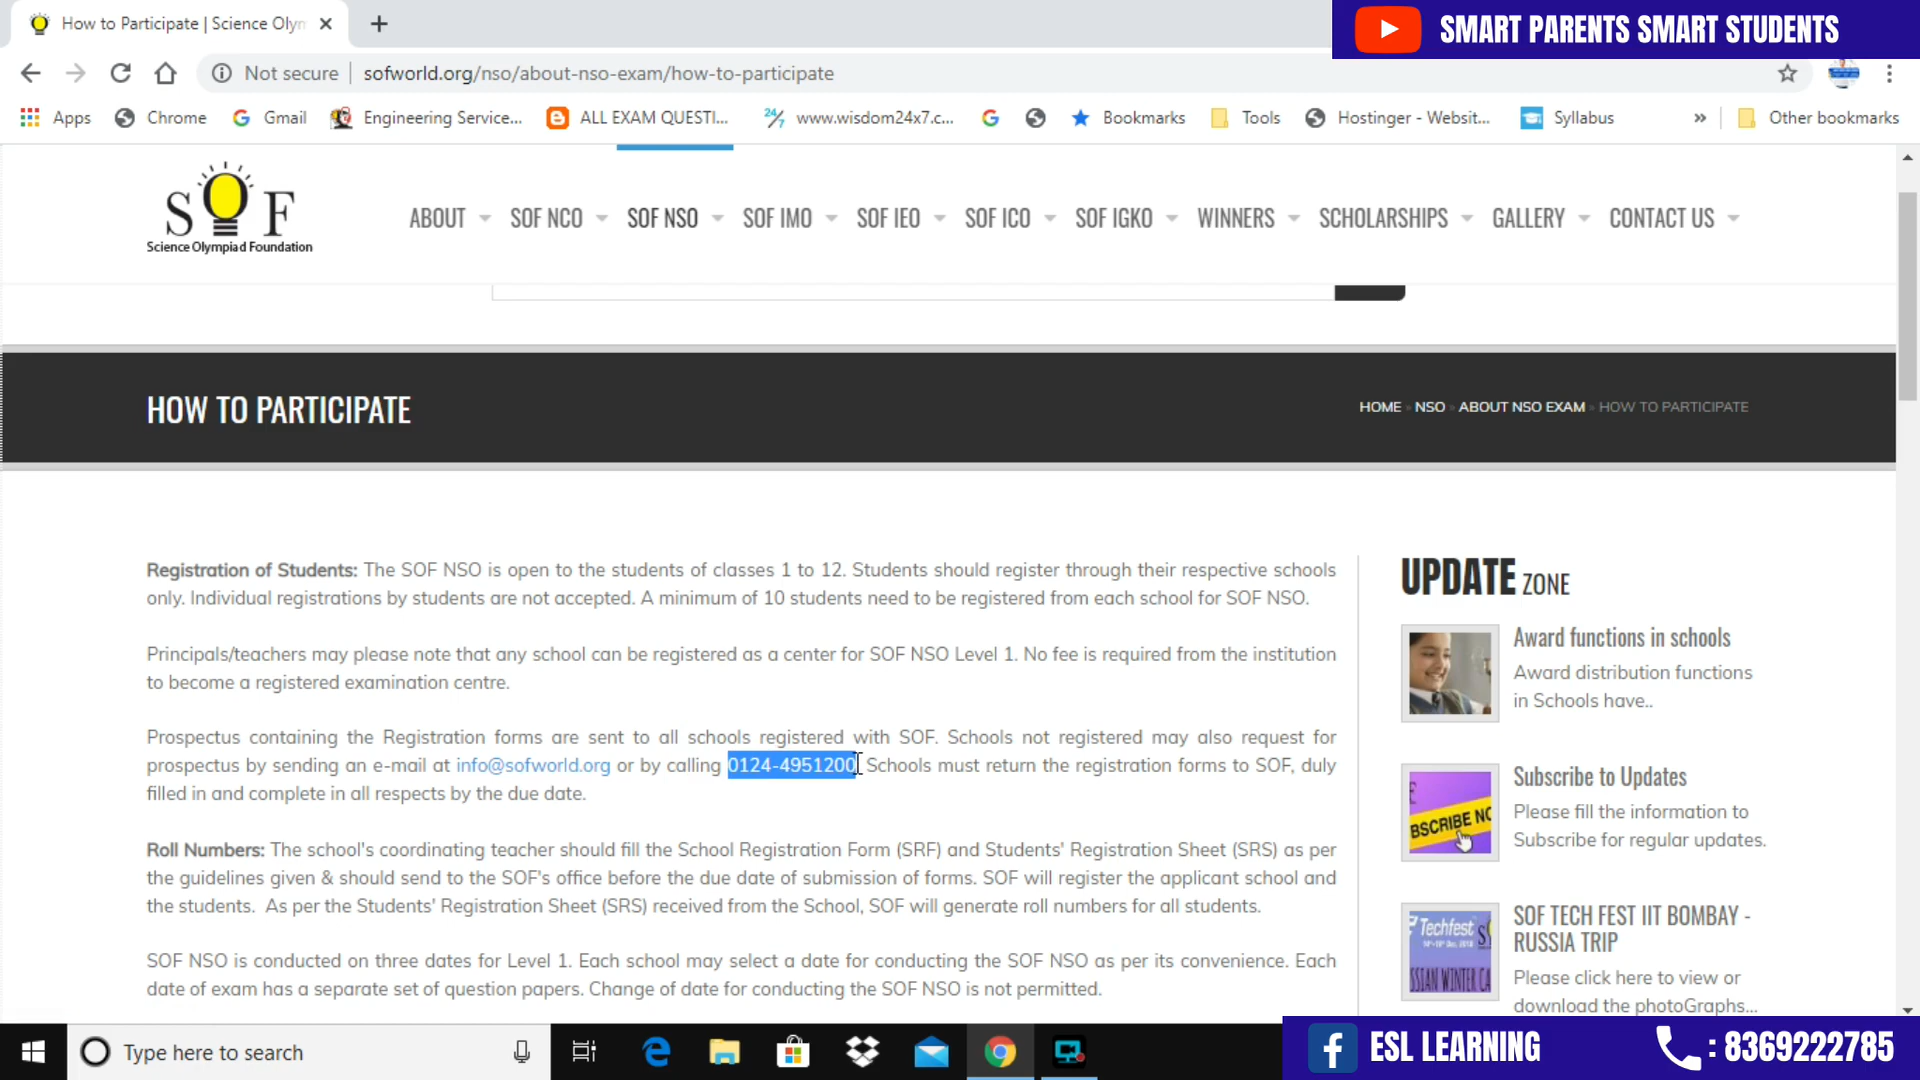 How to Participate | Science Olym
SMART PARENTS SMART STUDENTS
Not secure
sofworld.org/nso/about-nso-exam/how-to-participate
Apps
Chrome
Gmail
Engineering Service...
ALL EXAM QUESTI...
24/7
www.wisdom24x7.c...
Bookmarks
Tools
Hostinger - Websit...
Syllabus
»
Other bookmarks
SOF
Science Olympiad Foundation
ABOUT
SOF NCO
SOF NSO
SOF IMO
SOF IEO
SOF ICO
SOF IGKO
WINNERS
SCHOLARSHIPS
GALLERY
CONTACT US
HOW TO PARTICIPATE
HOME » NSO » ABOUT NSO EXAM » HOW TO PARTICIPATE
Registration of Students: The SOF NSO is open to the students of classes 1 to 12. Students should register through their respective schools
only. Individual registrations by students are not accepted. A minimum of 10 students need to be registered from each school for SOF NSO.
Principals/teachers may please note that any school can be registered as a center for SOF NSO Level 1. No fee is required from the institution
to become a registered examination centre.
Prospectus containing the Registration forms are sent to all schools registered with SOF. Schools not registered may also request for
prospectus by sending an e-mail at info@sofworld.org or by calling 0124-4951200. Schools must return the registration forms to SOF, duly
filled in and complete in all respects by the due date.
Roll Numbers: The school's coordinating teacher should fill the School Registration Form (SRF) and Students' Registration Sheet (SRS) as per
the guidelines given & should send to the SOF's office before the due date of submission of forms. SOF will register the applicant school and
the students. As per the Students' Registration Sheet (SRS) received from the School, SOF will generate roll numbers for all students.
SOF NSO is conducted on three dates for Level 1. Each school may select a date for conducting the SOF NSO as per its convenience. Each
date of exam has a separate set of question papers. Change of date for conducting the SOF NSO is not permitted.
UPDATE ZONE
Award functions in schools
Award distribution functions
in Schools have..
BSCRIBE NO
Subscribe to Updates
Please fill the information to
Subscribe for regular updates.
Techfest
SSIAN WINTER CA
SOF TECH FEST IIT BOMBAY -
RUSSIA TRIP
Please click here to view or
download the photoGraphs...
Type here to search
ESL LEARNING
: 8369222785